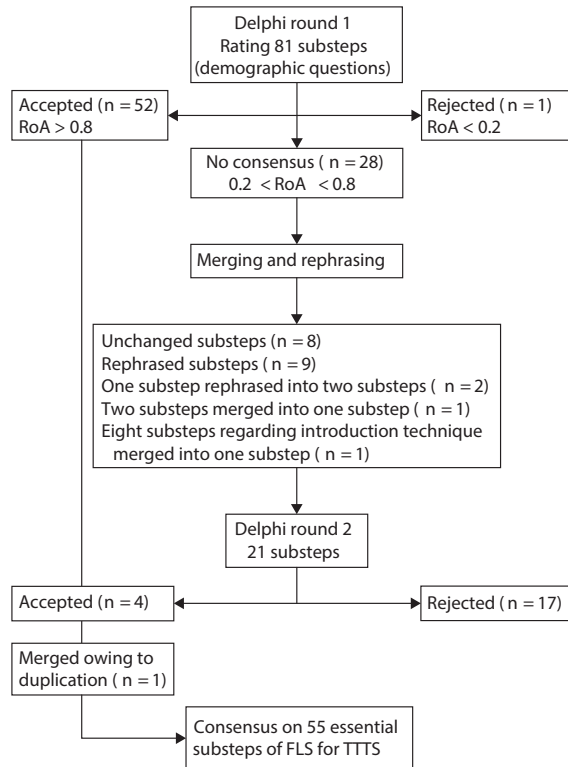 Delphi round 1
Rating 81 substeps
(demographic questions)
Accepted (n = 52)
RoA > 0.8
Rejected (n = 1)
RoA < 0.2
No consensus (n = 28)
0.2 < RoA < 0.8
Merging and rephrasing
Unchanged substeps (n = 8)
Rephrased substeps (n = 9)
One substep rephrased into two substeps (n = 2)
Two substeps merged into one substep (n = 1)
Eight substeps regarding introduction technique
merged into one substep (n = 1)
Delphi round 2
21 substeps
Accepted (n = 4)
Rejected (n = 17)
Merged owing to
duplication (n = 1)
Consensus on 55 essential
substeps of FLS for TTTS